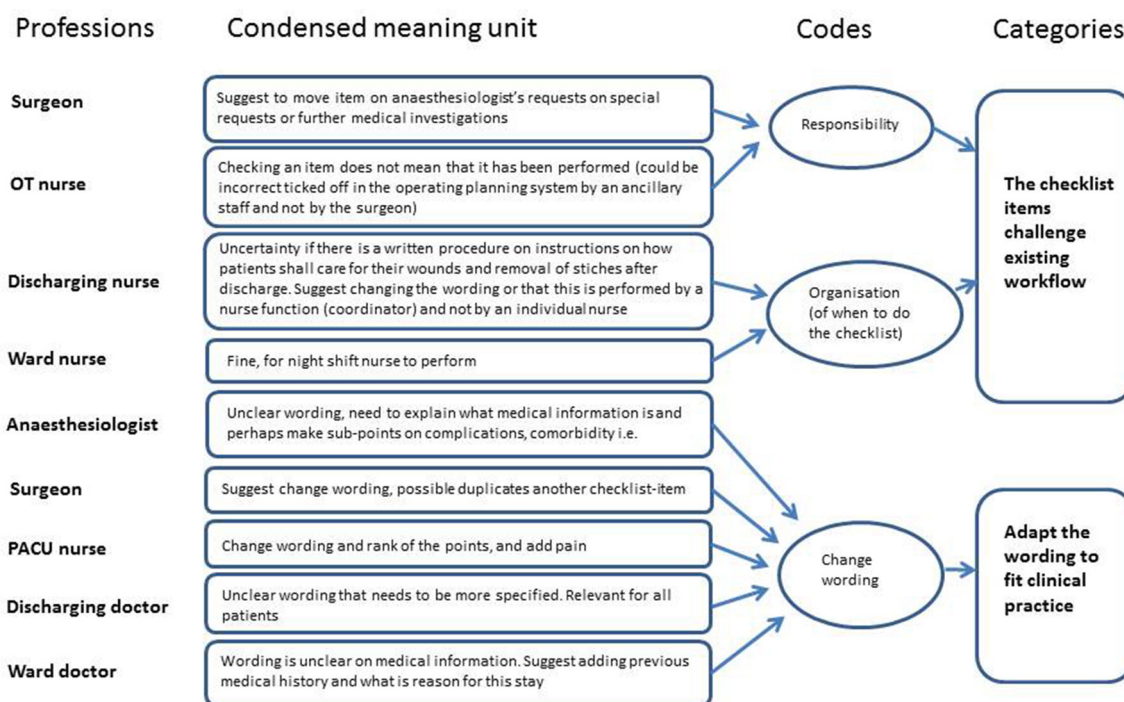 Professions
Condensed meaning unit
Codes
Categories
Surgeon
Suggest to move item on anaesthesiologist's requests on special
requests or further medical investigations
Responsibility
OT nurse
Checking an item does not mean that it has been performed (could be
incorrect ticked off in the operating planning system by an ancillary
staff and not by the surgeon)
The checklist
items
challenge
existing
workflow
Discharging nurse
Uncertainty if there is a written procedure on instructions on how
patients shall care for their wounds and removal of stiches after
discharge. Suggest changing the wording or that this is performed by a
nurse function (coordinator) and not by an individual nurse
Organisation
(of when to do
the checklist)
Ward nurse
Fine, for night shift nurse to perform
Anaesthesiologist
Unclear wording, need to explain what medical information is and
perhaps make sub-points on complications, comorbidity i.e.
Surgeon
Suggest change wording, possible duplicates another checklist-item
PACU nurse
Change wording and rank of the points, and add pain
Change
wording
Adapt the
wording to
fit clinical
practice
Discharging doctor
Unclear wording that needs to be more specified. Relevant for all
patients
Ward doctor
Wording is unclear on medical information. Suggest adding previous
medical history and what is reason for this stay